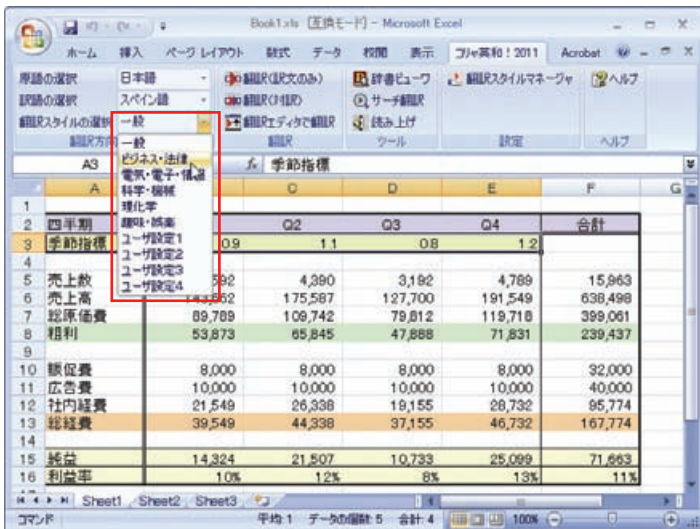 Book1.xls [互換モード] - Microsoft Excel
ホーム 挿入 ページ レイアウト 数式 データ 校閲 表示 コリャ英和!2011 Acrobat
原語の選択 日本語 翻訳(訳文のみ) 辞書ビューワ 翻訳スタイルマネージャ ヘルプ
訳語の選択 スペイン語 翻訳(対訳) サーチ翻訳
翻訳スタイルの選択 一般 翻訳エディタで翻訳 読み上げ
翻訳方向 翻訳 ツール 設定 ヘルプ
一般
ビジネス・法律
電気・電子・情報
科学・機械
理化学
趣味・娯楽
ユーザ設定1
ユーザ設定2
ユーザ設定3
ユーザ設定4
A3 fx 季節指標
A C D E F G
1
2 四半期 Q2 Q3 Q4 合計
3 季節指標 0.9 1.1 0.8 1.2
4
5 売上数 592 4,390 3,192 4,789 15,963
6 売上高 143,662 175,587 127,700 191,549 638,498
7 総原価費 89,789 109,742 79,812 119,718 399,061
8 粗利 53,873 65,845 47,888 71,831 239,437
9
10 販促費 8,000 8,000 8,000 8,000 32,000
11 広告費 10,000 10,000 10,000 10,000 40,000
12 社内経費 21,549 26,338 19,155 28,732 95,774
13 総経費 39,549 44,338 37,155 46,732 167,774
14
15 純益 14,324 21,507 10,733 25,099 71,663
16 利益率 10% 12% 8% 13% 11%
Sheet1 Sheet2 Sheet3
コマンド 平均: 1 データの個数: 5 合計: 4 100%